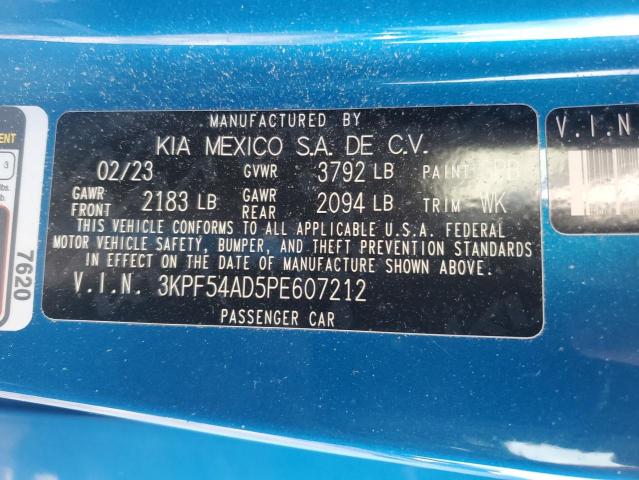 MANUFACTURED BY
KIA MEXICO S.A. DE C.V.
02/23 GVWR 3792 LB PAINT
GAWR FRONT 2183 LB GAWR REAR 2094 LB TRIM WK
THIS VEHICLE CONFORMS TO ALL APPLICABLE U.S.A. FEDERAL
MOTOR VEHICLE SAFETY, BUMPER, AND THEFT PREVENTION STANDARDS
IN EFFECT ON THE DATE OF MANUFACTURE SHOWN ABOVE.
V.I.N. 3KPF54AD5PE607212
PASSENGER CAR
V.I.N
3
7620